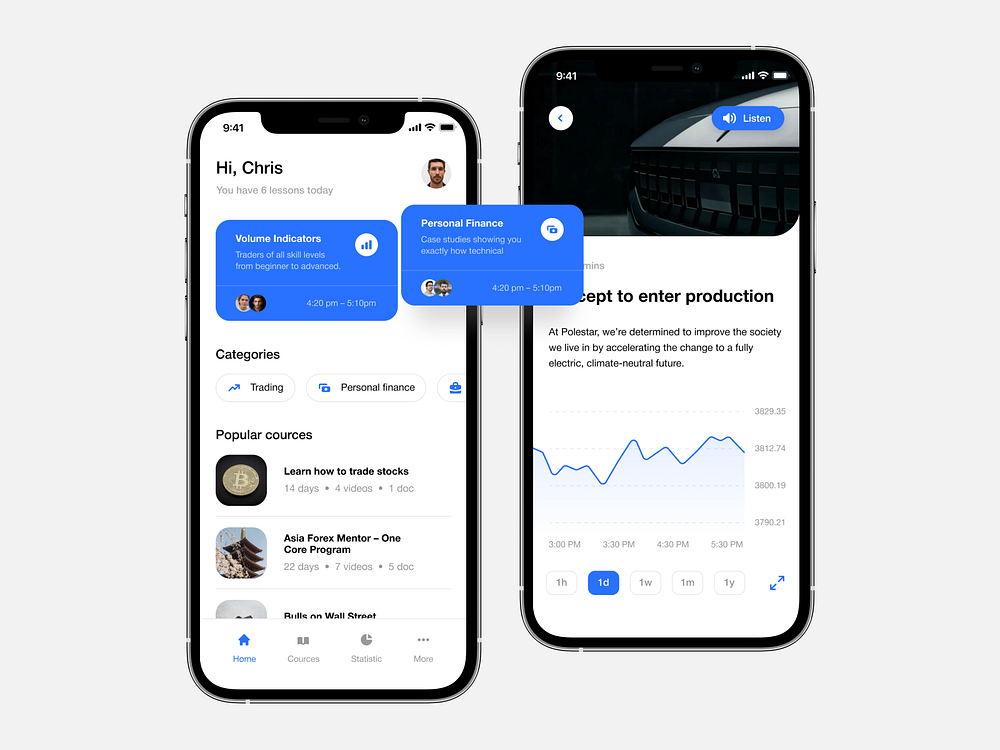 9:41
Hi, Chris
You have 6 lessons today
Volume Indicators
Traders of all skill levels
from beginner to advanced.
4:20 pm – 5:10pm
Personal Finance
Case studies showing you
exactly how technical
4:20 pm – 5:10pm
Categories
Trading
Personal finance
Popular cources
Learn how to trade stocks
14 days • 4 videos • 1 doc
Asia Forex Mentor – One
Core Program
22 days • 7 videos • 5 doc
Bulls on Wall Street
Home
Cources
Statistic
More
9:41
Listen
mins
cept to enter production
At Polestar, we're determined to improve the society
we live in by accelerating the change to a fully
electric, climate-neutral future.
3829.35
3812.74
3800.19
3790.21
3:00 PM
3:30 PM
4:30 PM
5:30 PM
1h
1d
1w
1m
1y